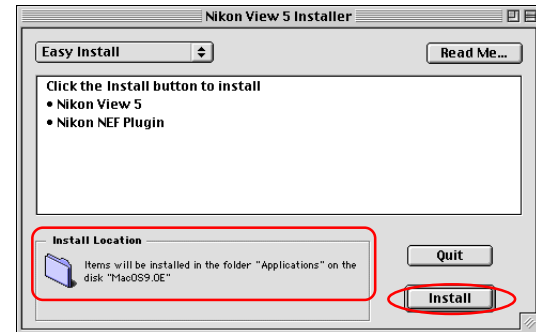 Nikon View 5 Installer
Easy Install
Read Me...
Click the Install button to install
• Nikon View 5
• Nikon NEF Plugin
Install Location
Items will be installed in the folder "Applications" on the
disk "MacOS9.0E"
Quit
Install